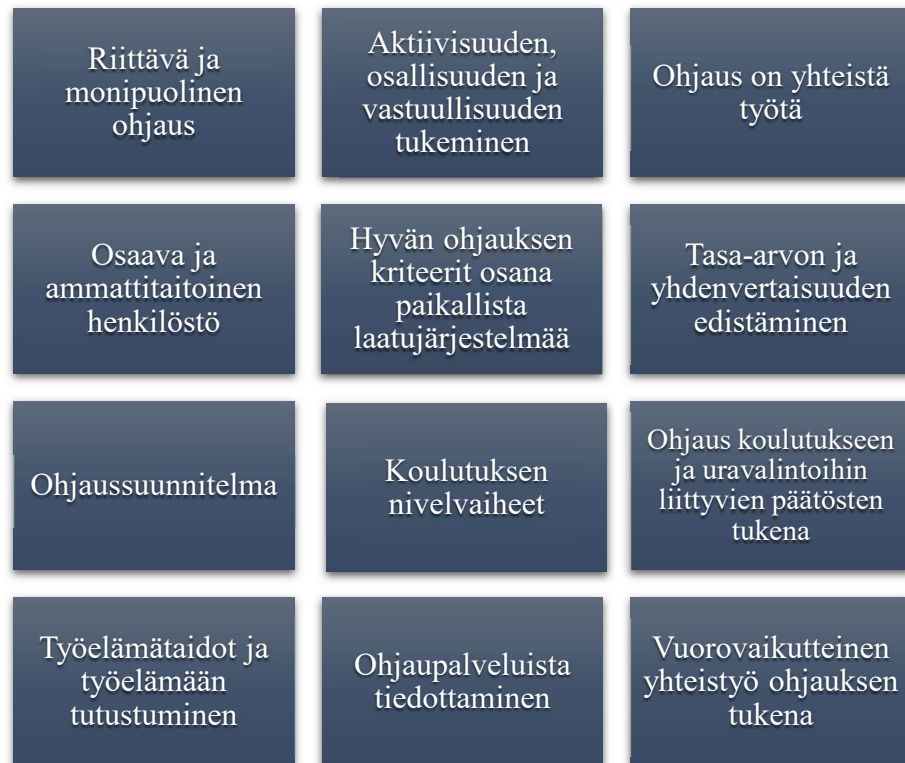 Riittävä ja
monipuolinen
ohjaus
Aktiivisuuden,
osallisuuden ja
vastuullisuuden
tukeminen
Ohjaus on yhteistä
työtä
Osaava ja
ammattitaitoinen
henkilöstö
Hyvän ohjauksen
kriteerit osana
paikallista
laatujärjestelmää
Tasa-arvon ja
yhdenvertaisuuden
edistäminen
Ohjaussuunnitelma
Koulutuksen
nivelvaiheet
Ohjaus koulutukseen
ja uravalintoihin
liittyvien päätösten
tukena
Työelämätaidot ja
työelämään
tutustuminen
Ohjaupalveluista
tiedottaminen
Vuorovaikutteinen
yhteistyö ohjauksen
tukena